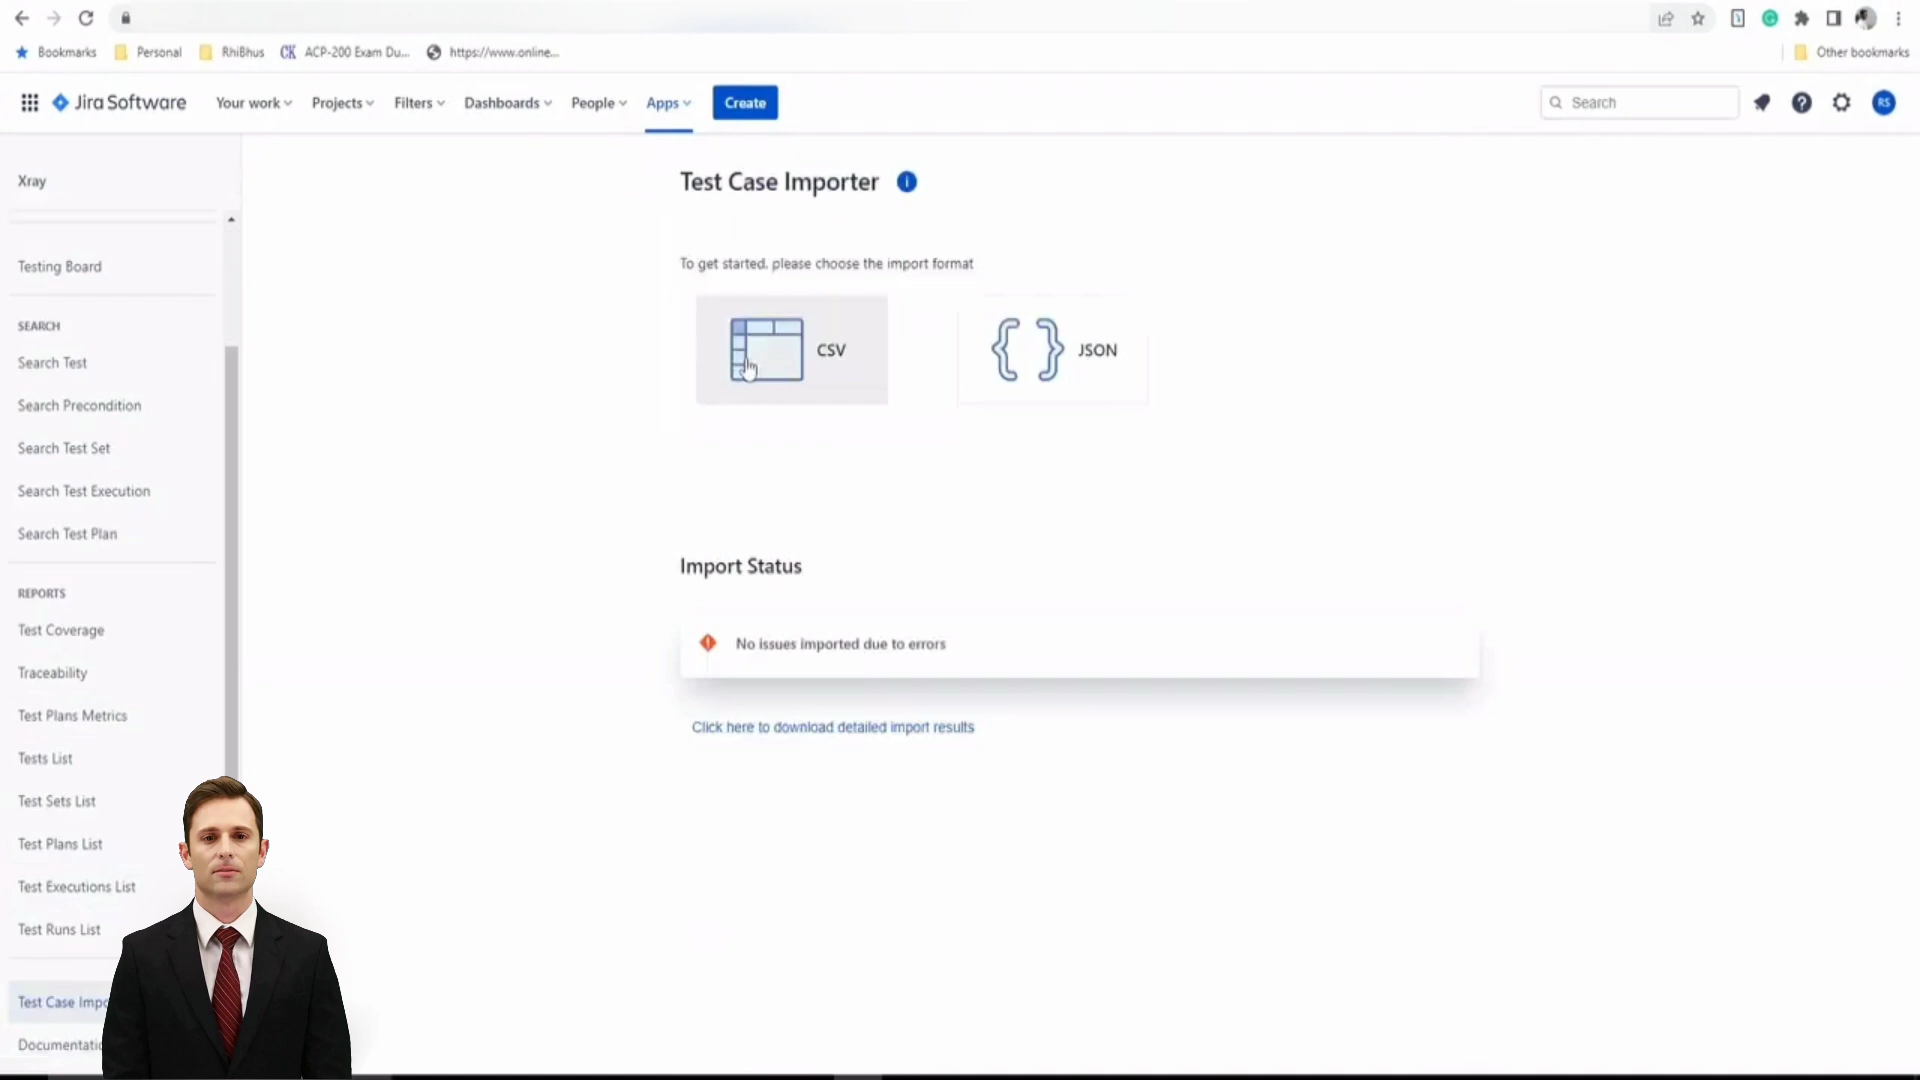 Bookmarks Personal RhiBhus CK ACP-200 Exam Du... https://www.online... Other bookmarks
Jira Software Your work Projects Filters Dashboards People Apps Create Search RS
Xray
Testing Board
SEARCH
Search Test
Search Precondition
Search Test Set
Search Test Execution
Search Test Plan
REPORTS
Test Coverage
Traceability
Test Plans Metrics
Tests List
Test Sets List
Test Plans List
Test Executions List
Test Runs List
Test Case Impo
Documentatio
Test Case Importer
To get started, please choose the import format
CSV
JSON
Import Status
No issues imported due to errors
Click here to download detailed import results